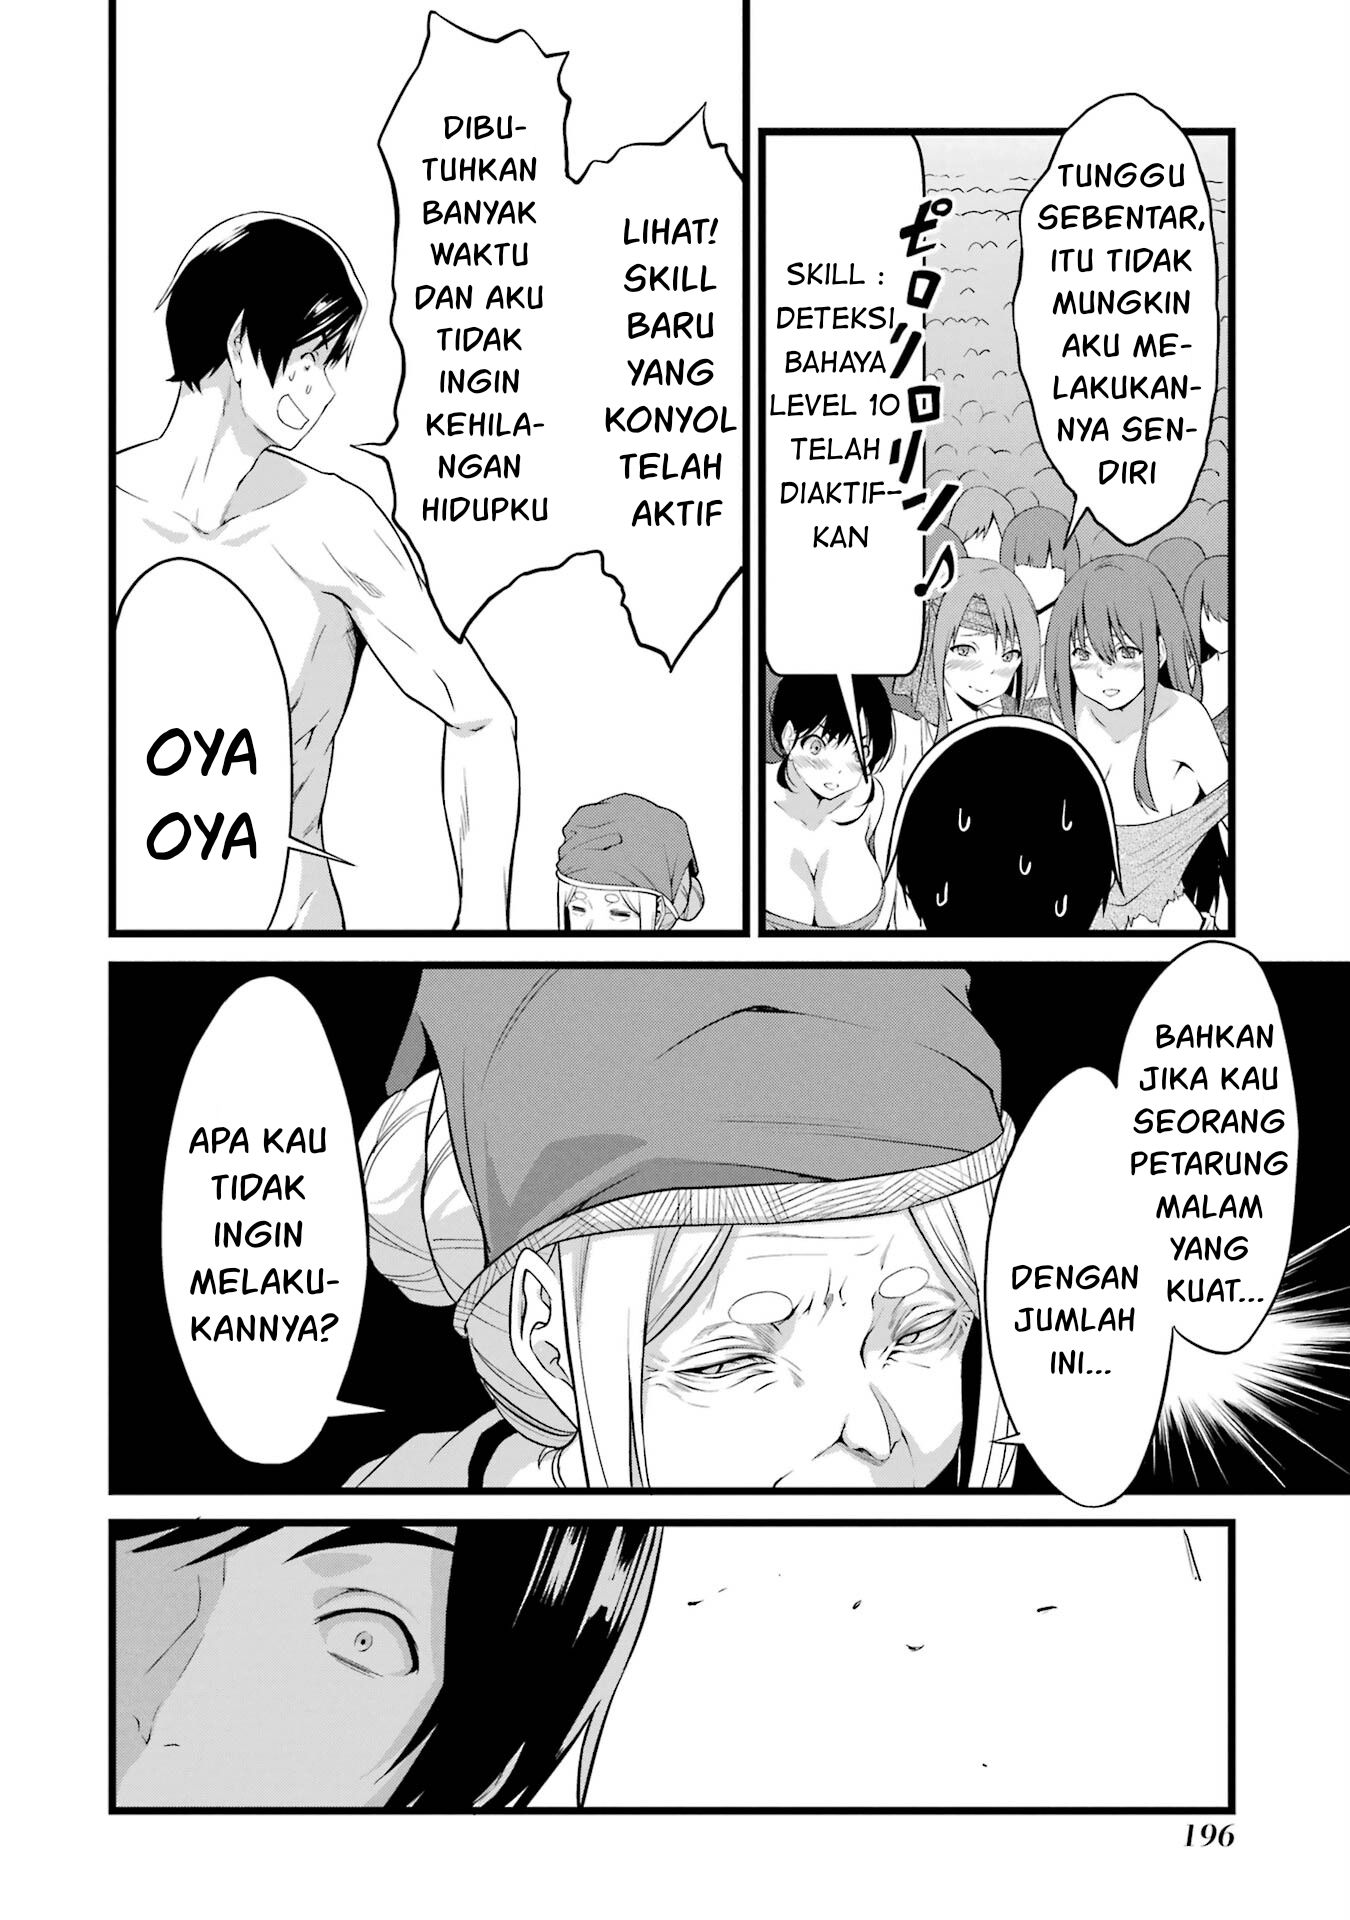 TUNGGU
SEBENTAR,
ITU TIDAK
MUNGKIN
AKU ME-
LAKUKAN-
NYA SEN-
DIRI
ピロリロリン♪
SKILL :
DETEKSI
BAHAYA
LEVEL 10
TELAH
DIAKTIF-
KAN
LIHAT!
SKILL
BARU
YANG
KONYOL
TELAH
AKTIF
DIBU-
TUHKAN
BANYAK
WAKTU
DAN AKU
TIDAK
INGIN
KEHILA-
NGAN
HIDUPKU
OYA
OYA
BAHKAN
JIKA KAU
SEORANG
PETARUNG
MALAM
YANG
KUAT...
DENGAN
JUMLAH
INI...
APA KAU
TIDAK
INGIN
MELAKU-
KANNYA?
196